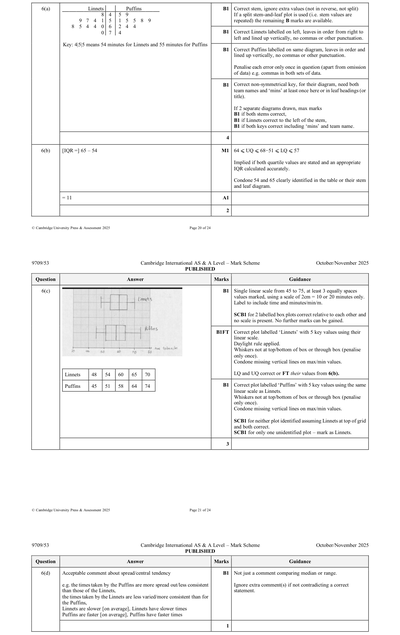 6(a)
Linnets Puffins
8 4 5 9
9 7 4 1 5 1 5 5 8 9
8 5 4 4 0 6 2 4 4
0 7 4
Key: 4|5|5 means 54 minutes for Linnets and 55 minutes for Puffins
B1 Correct stem, ignore extra values (not in reverse, not split)
If a split stem-and-leaf plot is used (i.e. stem values are
repeated) the remaining B marks are available.
B1 Correct Linnets labelled on left, leaves in order from right to
left and lined up vertically, no commas or other punctuation.
B1 Correct Puffins labelled on same diagram, leaves in order and
lined up vertically, no commas or other punctuation.
Penalise each error only once in question (apart from omission
of data) e.g. commas in both sets of data.
B1 Correct non-symmetrical key, for their diagram, need both
team names and 'mins' at least once here or in leaf headings (or
title).
If 2 separate diagrams drawn, max marks
B1 if both stems correct,
B1 if Linnets correct to the left of the stem,
B1 if both keys correct including 'mins' and team name.
4
6(b) [IQR =] 65 – 54
M1 64 ⩽ UQ ⩽ 68 − 51 ⩽ LQ ⩽ 57
Implied if both quartile values are stated and an appropriate
IQR calculated accurately.
Condone 54 and 65 clearly identified in the table or their stem
and leaf diagram.
= 11 A1
2
© Cambridge University Press & Assessment 2025 Page 20 of 24
9709/53 Cambridge International AS & A Level – Mark Scheme October/November 2025
PUBLISHED
Question Answer Marks Guidance
6(c)
Linnets
Puffins
Linnets 48 54 60 65 70
Puffins 45 51 58 64 74
B1 Single linear scale from 45 to 75, at least 3 equally spaces
values marked, using a scale of 2cm = 10 or 20 minutes only.
Label to include time and minutes/min/m.
SCB1 for 2 labelled box plots correct relative to each other and
no scale is present. No further marks can be gained.
B1FT Correct plot labelled 'Linnets' with 5 key values using their
linear scale.
Daylight rule applied.
Whiskers not at top/bottom of box or through box (penalise
only once).
Condone missing vertical lines on max/min values.
LQ and UQ correct or FT their values from 6(b).
B1 Correct plot labelled 'Puffins' with 5 key values using the same
linear scale as Linnets.
Whiskers not at top/bottom of box or through box (penalise
only once).
Condone missing vertical lines on max/min values.
SCB1 for neither plot identified assuming Linnets at top of grid
and both correct.
SCB1 for only one unidentified plot – mark as Linnets.
3
© Cambridge University Press & Assessment 2025 Page 21 of 24
9709/53 Cambridge International AS & A Level – Mark Scheme October/November 2025
PUBLISHED
Question Answer Marks Guidance
6(d) Acceptable comment about spread/central tendency
e.g. the times taken by the Puffins are more spread out/less consistent
than those of the Linnets,
the times taken by the Linnets are less varied/more consistent than for
the Puffins,
Linnets are slower [on average], Linnets have slower times
Puffins are faster [on average], Puffins have faster times
B1 Not just a comment comparing median or range.
Ignore extra comment(s) if not contradicting a correct
statement.
1